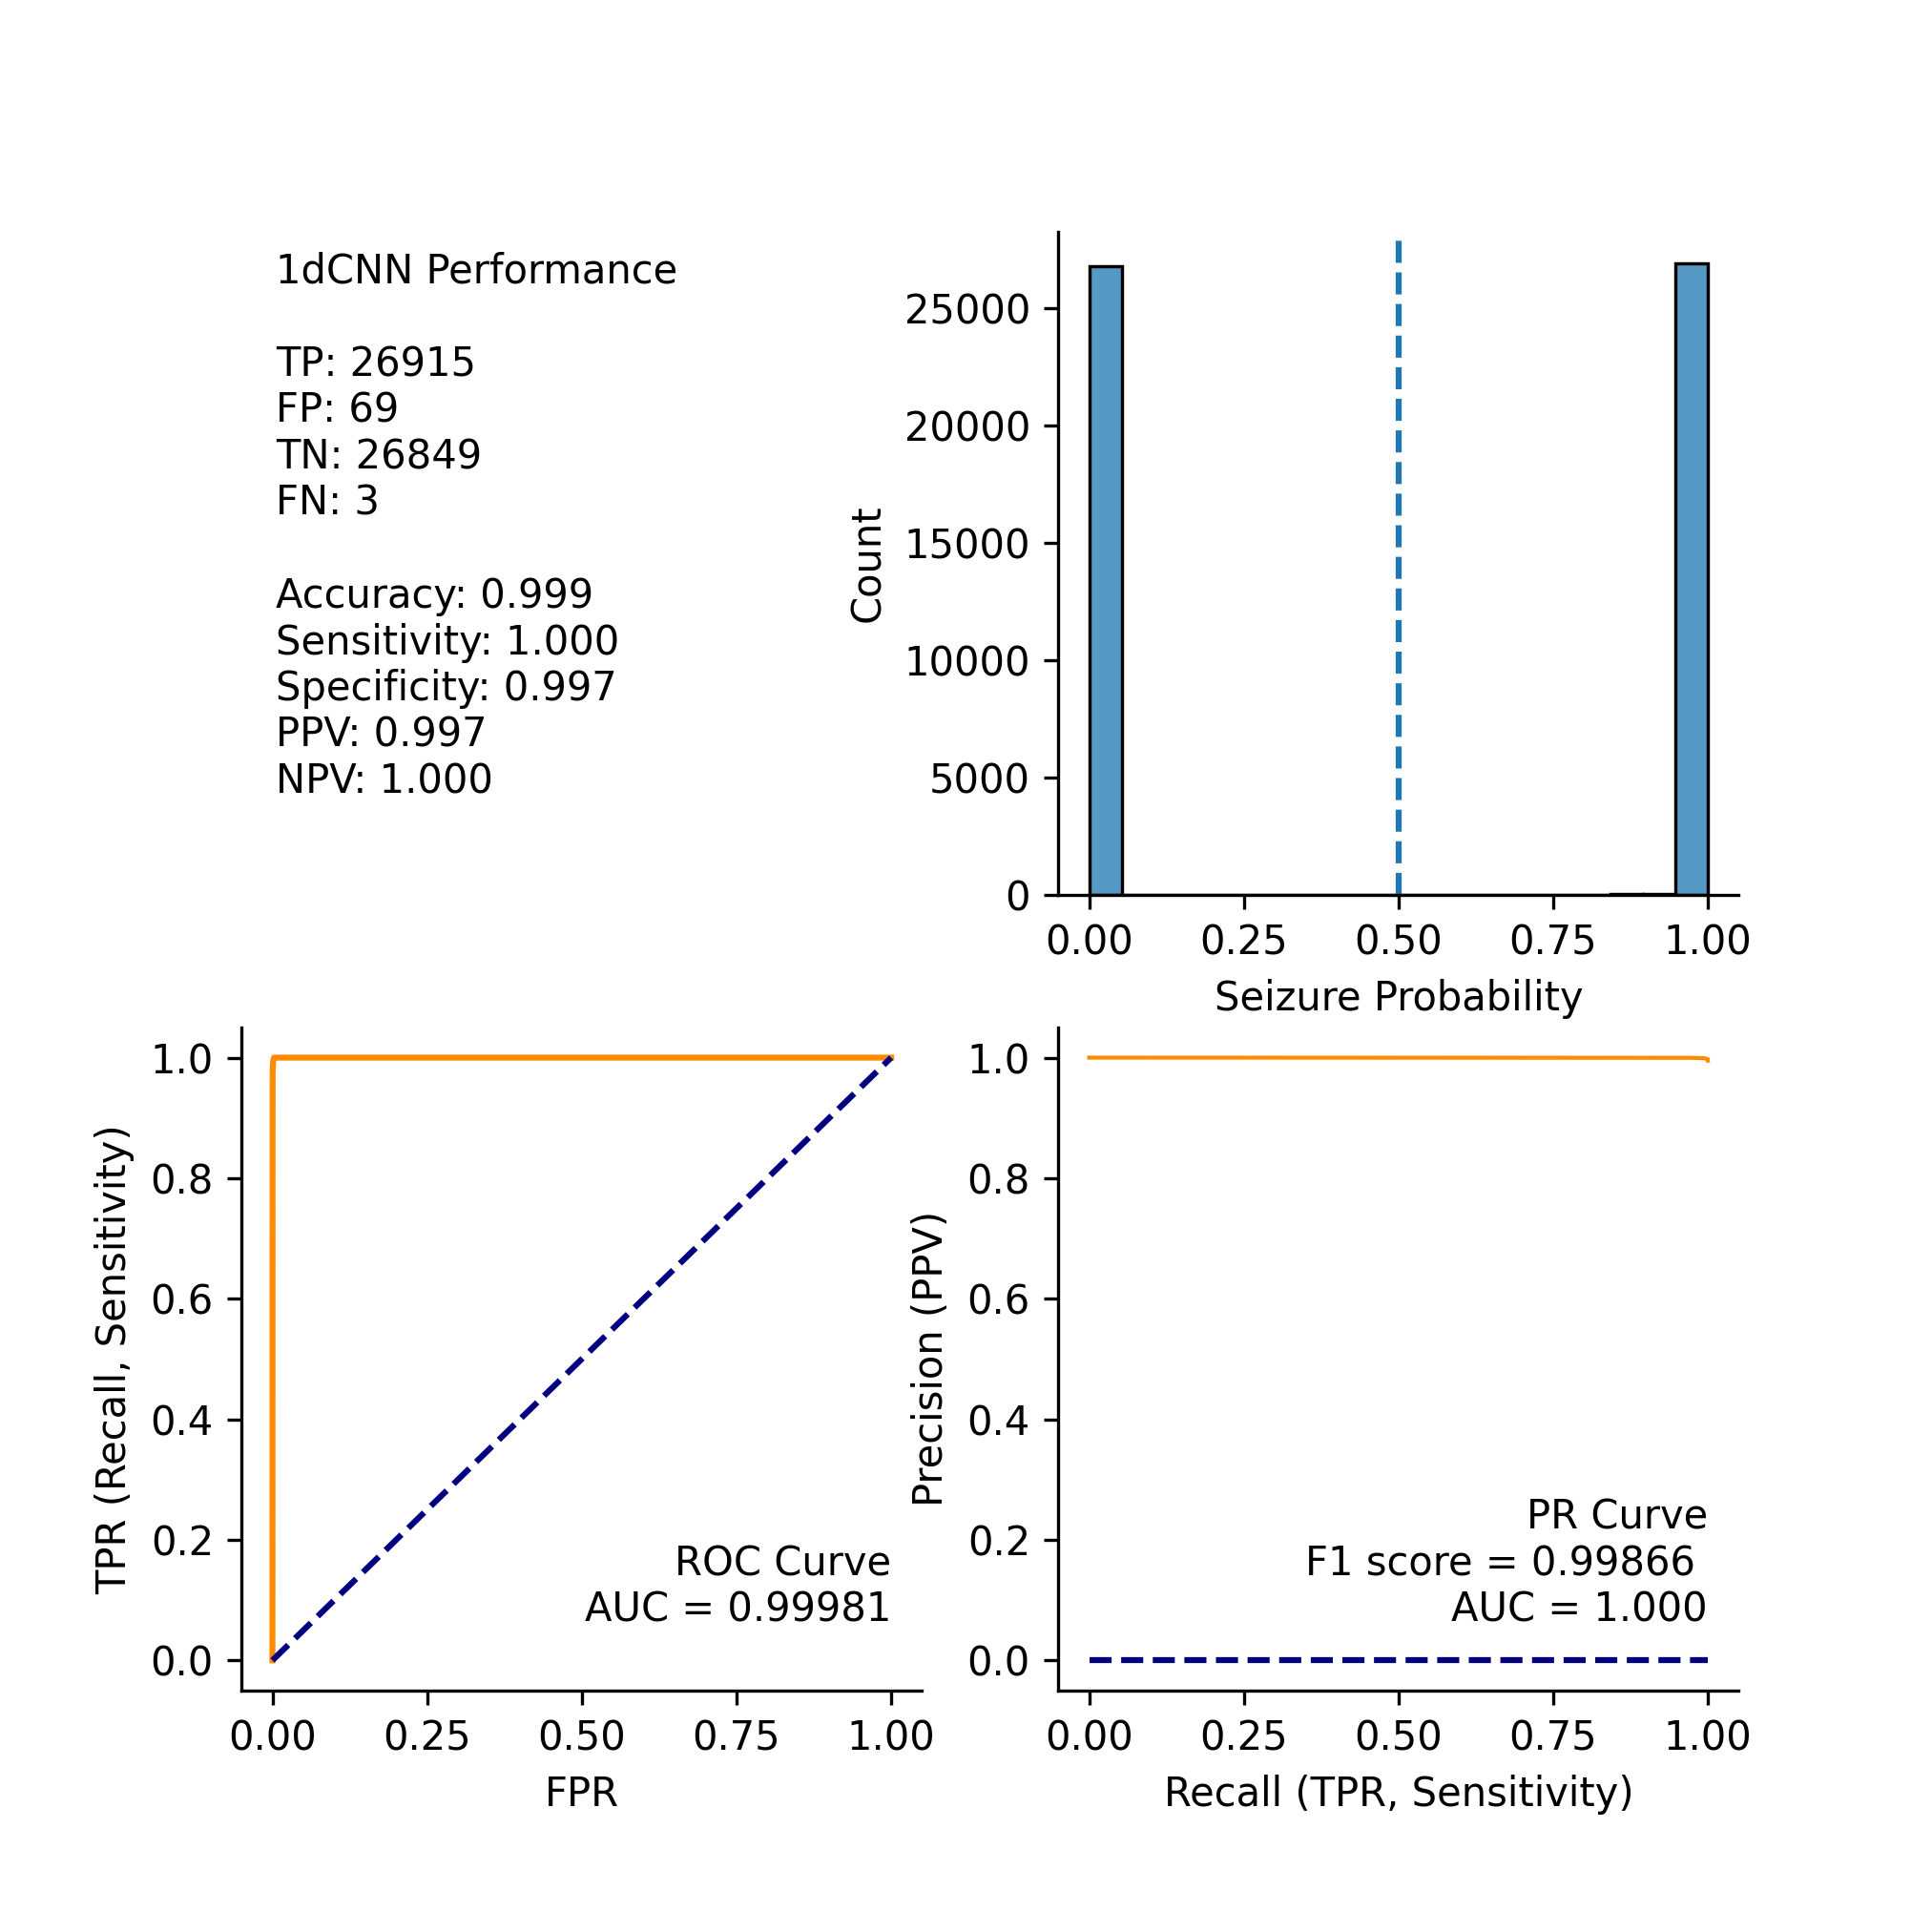 1dCNN Performance
TP: 26915
FP: 69
TN: 26849
FN: 3
Accuracy: 0.999
Sensitivity: 1.000
Specificity: 0.997
PPV: 0.997
NPV: 1.000
Count
25000
20000
15000
10000
5000
0
0.00 0.25 0.50 0.75 1.00
Seizure Probability
TPR (Recall, Sensitivity)
1.0
0.8
0.6
0.4
0.2
0.0
ROC Curve
AUC = 0.99981
0.00 0.25 0.50 0.75 1.00
FPR
Precision (PPV)
1.0
0.8
0.6
0.4
0.2
0.0
PR Curve
F1 score = 0.99866
AUC = 1.000
0.00 0.25 0.50 0.75 1.00
Recall (TPR, Sensitivity)